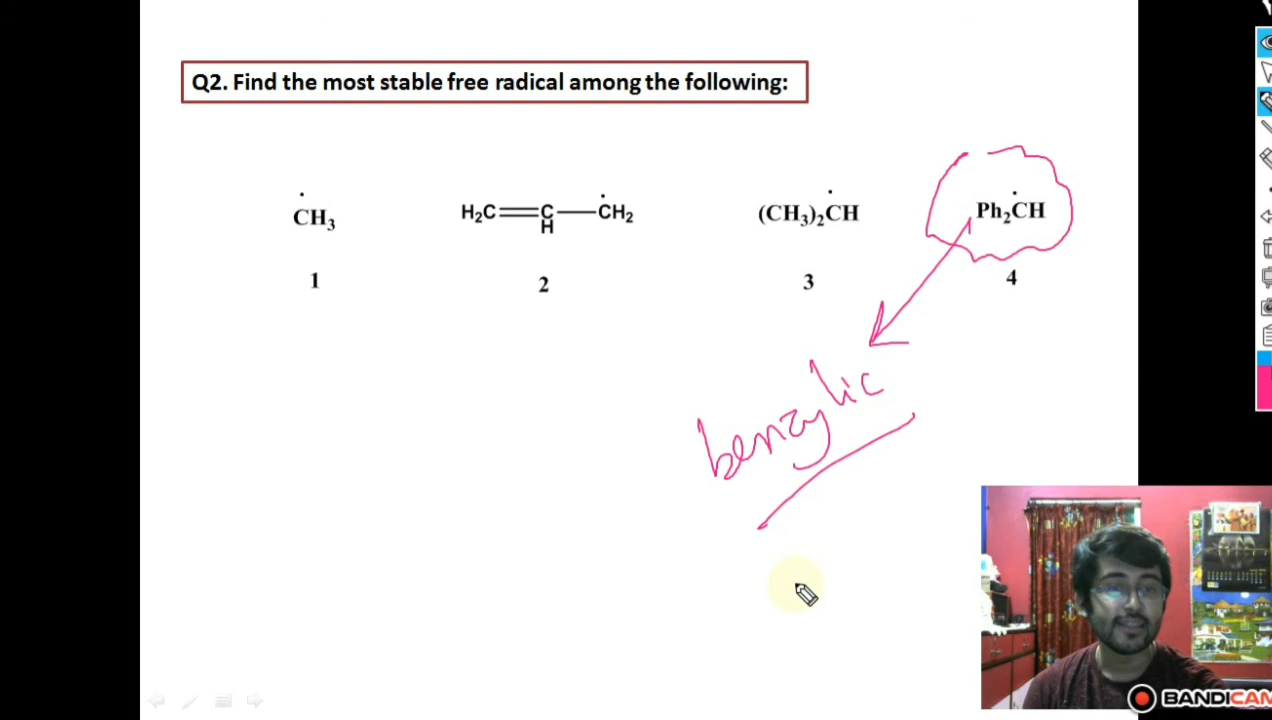 Q2. Find the most stable free radical among the following:
ĊH₃
H₂C=CH—ĊH₂
(CH₃)₂ĊH
Ph₂ĊH
1
2
3
4
benzylic
BANDICAM